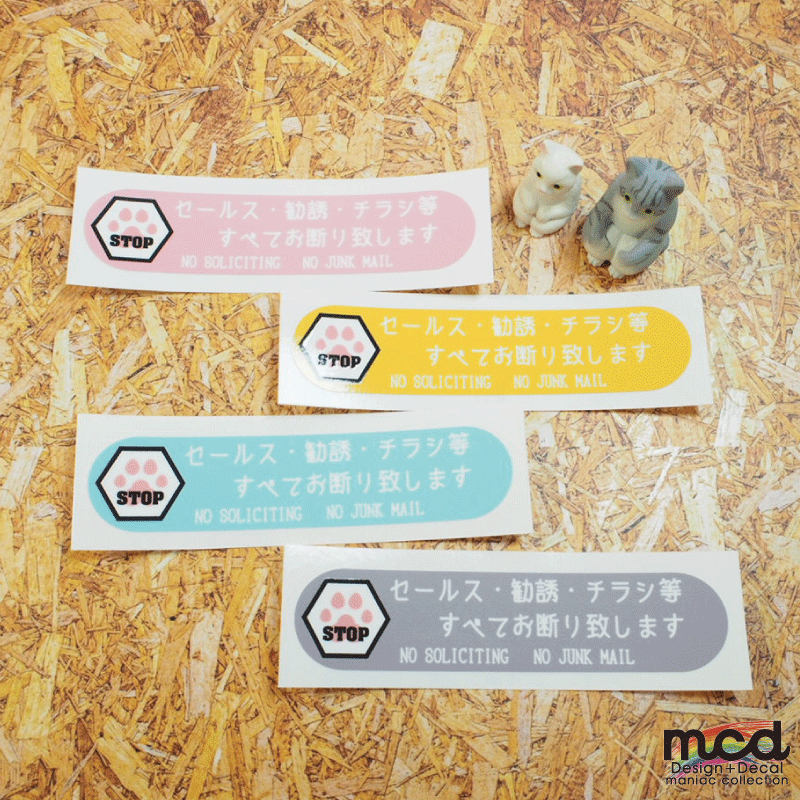 セールス・勧誘・チラシ等
STOP
すべてお断り致します
NO SOLICITING NO JUNK MAIL
セールス・勧誘・チラシ等
STOP
すべてお断り致します
NO SOLICITING NO JUNK MAIL
セールス・勧誘・チラシ等
STOP
すべてお断り致します
NO SOLICITING NO JUNK MAIL
セールス・勧誘・チラシ等
STOP
すべてお断り致します
NO SOLICITING NO JUNK MAIL
mcd
Design+Decal
maniac collection